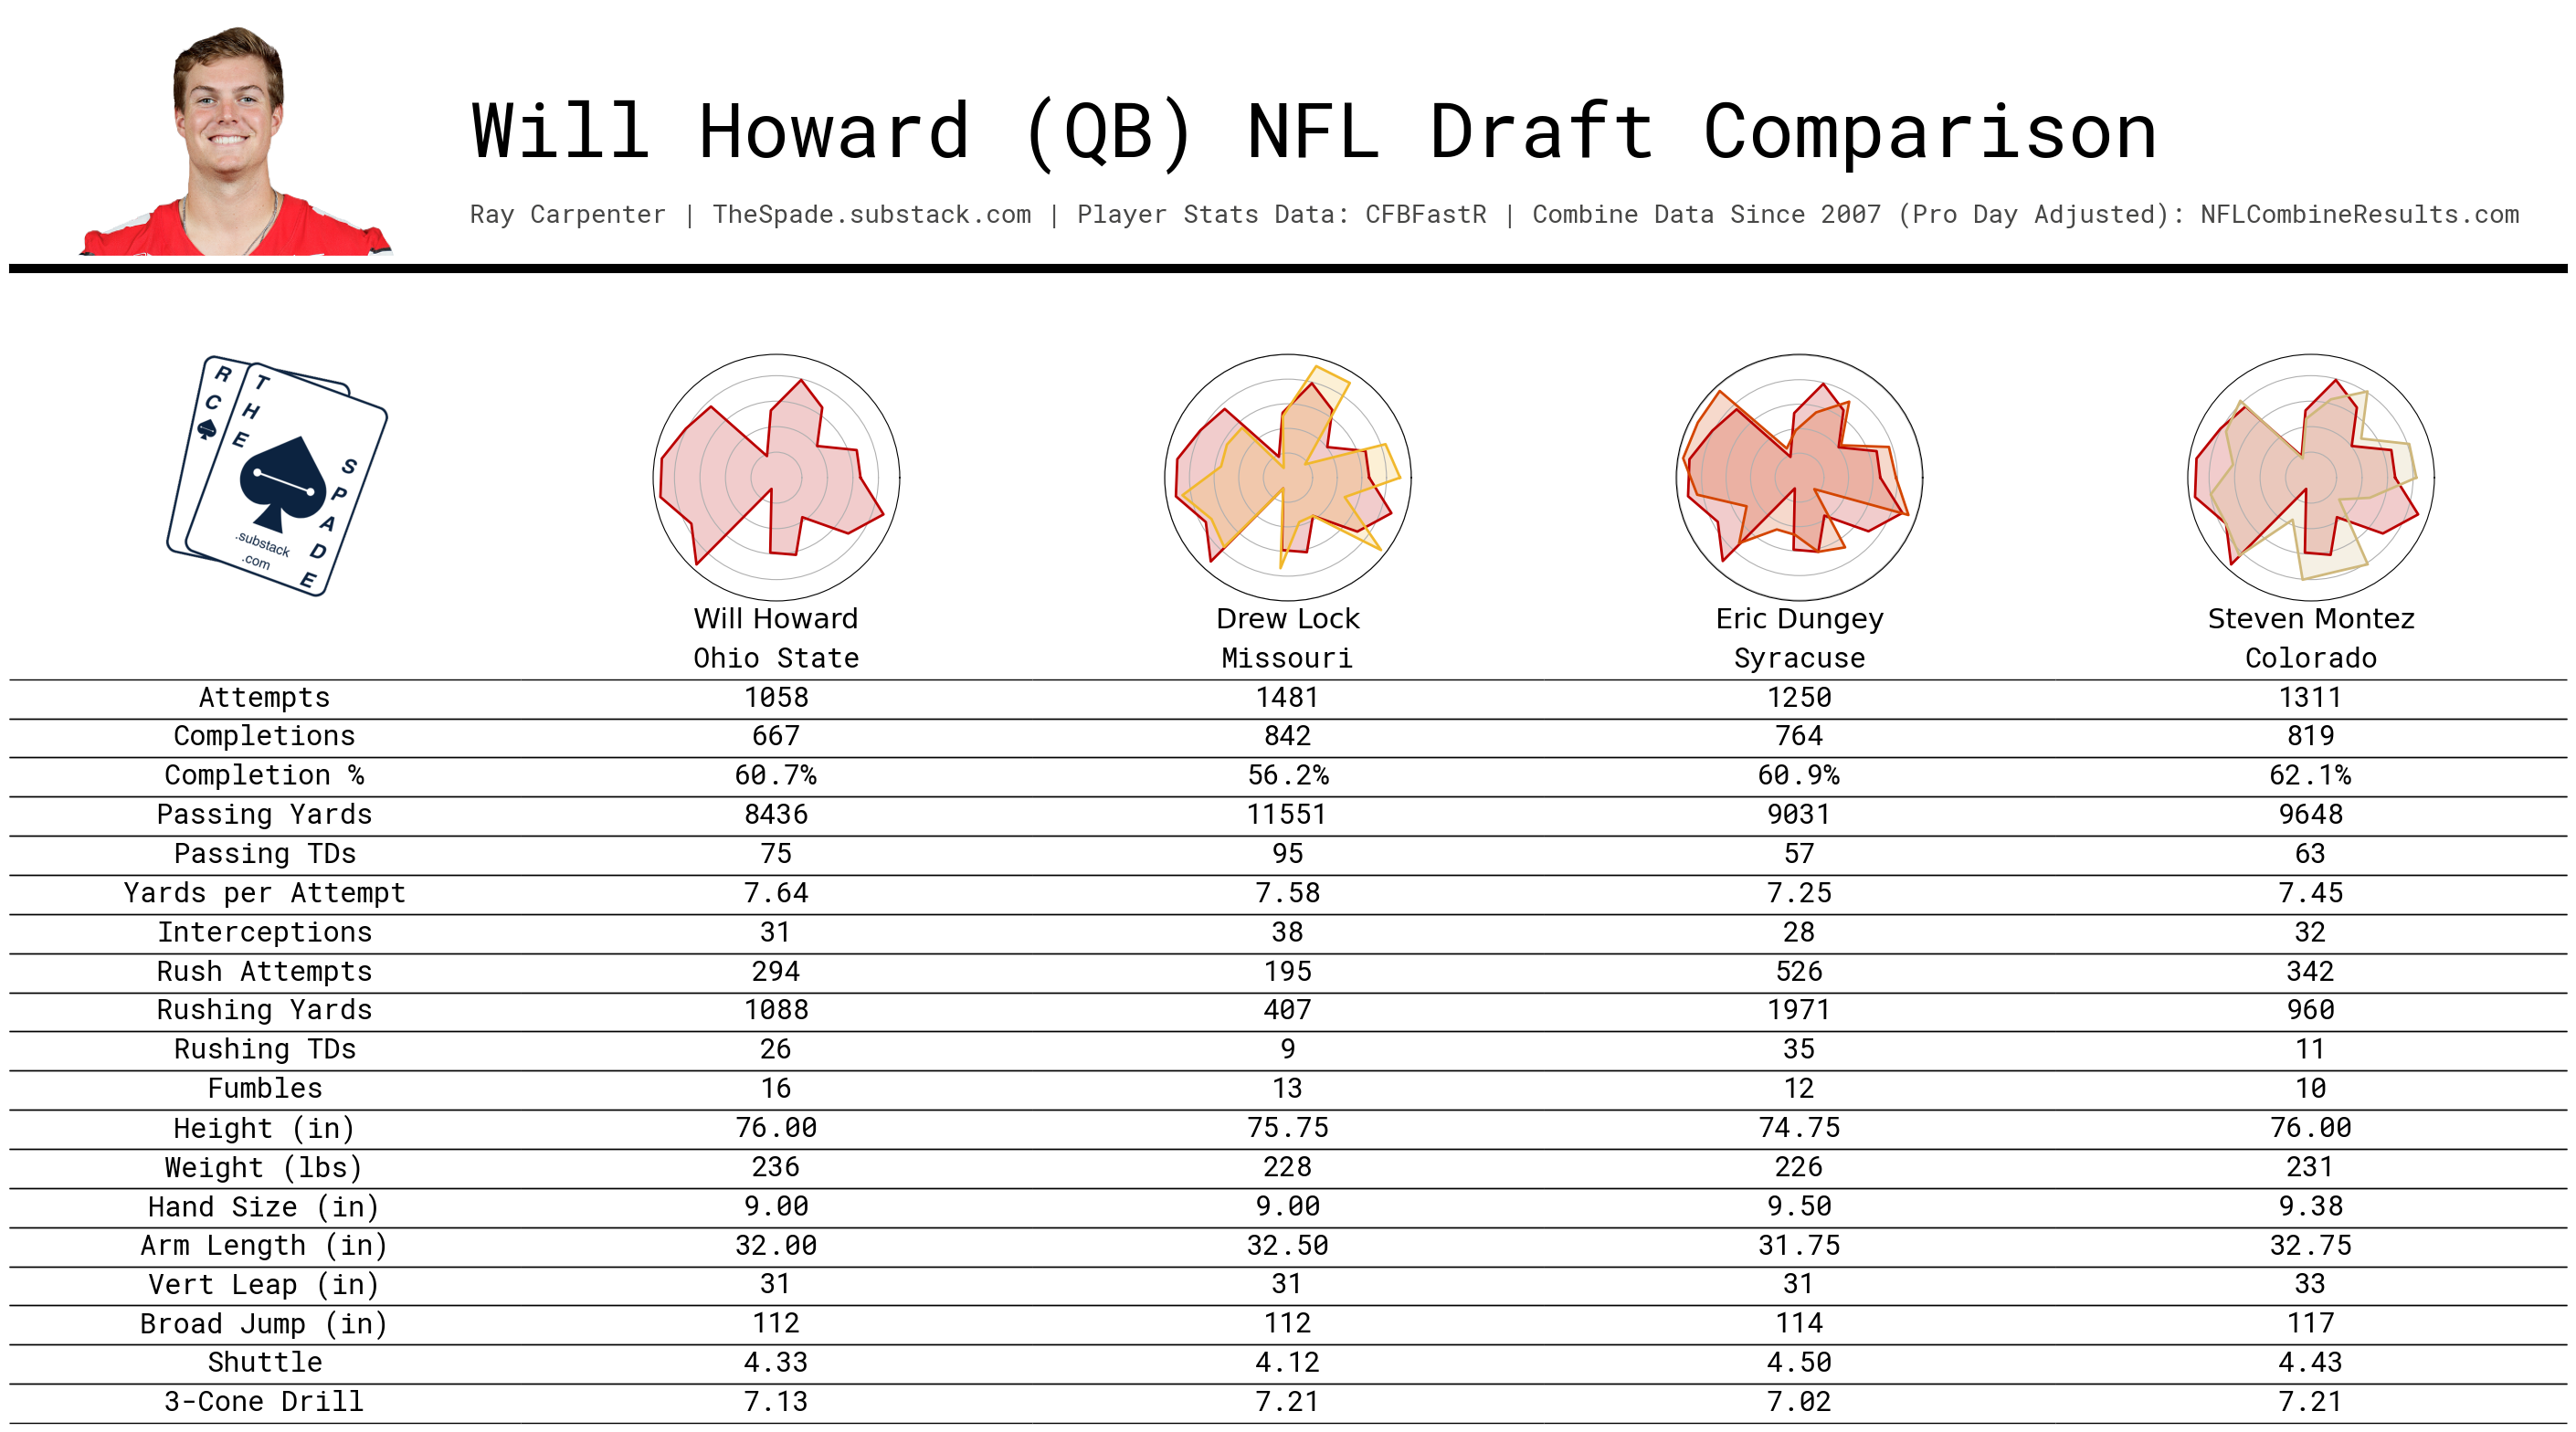 Will Howard (QB) NFL Draft Comparison
Ray Carpenter | TheSpade.substack.com | Player Stats Data: CFBFastR | Combine Data Since 2007 (Pro Day Adjusted): NFLCombineResults.com
R C
T H E
S P A D E
.substack
.com
Will Howard Drew Lock Eric Dungey Steven Montez
Ohio State Missouri Syracuse Colorado
Attempts 1058 1481 1250 1311
Completions 667 842 764 819
Completion % 60.7% 56.2% 60.9% 62.1%
Passing Yards 8436 11551 9031 9648
Passing TDs 75 95 57 63
Yards per Attempt 7.64 7.58 7.25 7.45
Interceptions 31 38 28 32
Rush Attempts 294 195 526 342
Rushing Yards 1088 407 1971 960
Rushing TDs 26 9 35 11
Fumbles 16 13 12 10
Height (in) 76.00 75.75 74.75 76.00
Weight (lbs) 236 228 226 231
Hand Size (in) 9.00 9.00 9.50 9.38
Arm Length (in) 32.00 32.50 31.75 32.75
Vert Leap (in) 31 31 31 33
Broad Jump (in) 112 112 114 117
Shuttle 4.33 4.12 4.50 4.43
3-Cone Drill 7.13 7.21 7.02 7.21